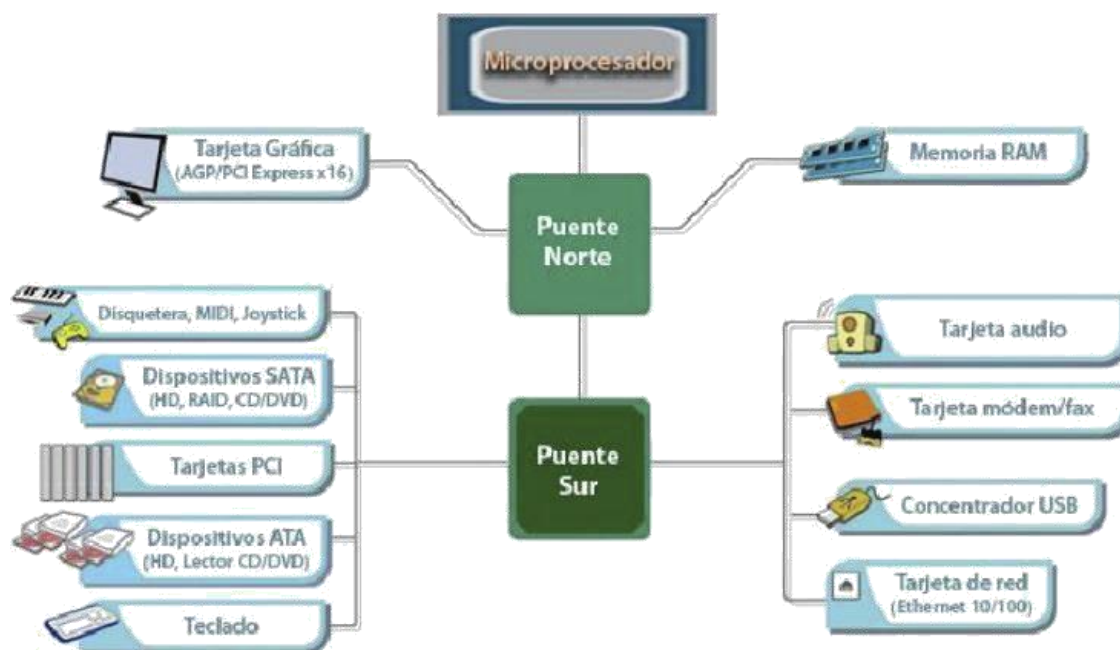 Microprocesador
Tarjeta Gráfica
(AGP/PCI Express x16)
Memoria RAM
Puente
Norte
Disquetera, MIDI, Joystick
Dispositivos SATA
(HD, RAID, CD/DVD)
Tarjetas PCI
Dispositivos ATA
(HD, Lector CD/DVD)
Teclado
Puente
Sur
Tarjeta audio
Tarjeta módem/fax
Concentrador USB
Tarjeta de red
(Ethernet 10/100)